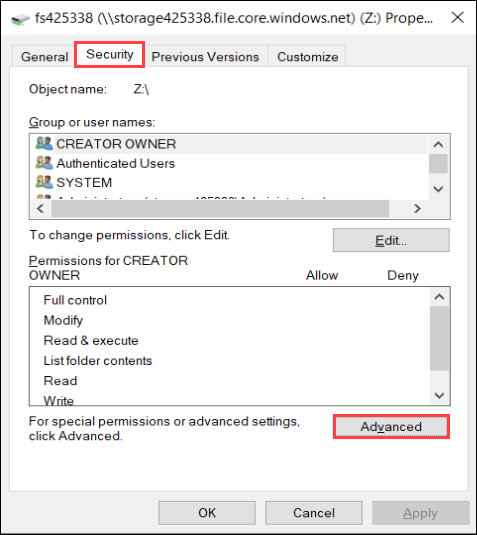 fs425338 (\\storage425338.file.core.windows.net) (Z:) Prope...
General Security Previous Versions Customize
Object name: Z:\
Group or user names:
CREATOR OWNER
Authenticated Users
SYSTEM
To change permissions, click Edit.
Edit...
Permissions for CREATOR
OWNER Allow Deny
Full control
Modify
Read & execute
List folder contents
Read
Write
For special permissions or advanced settings,
click Advanced.
Advanced
OK Cancel Apply